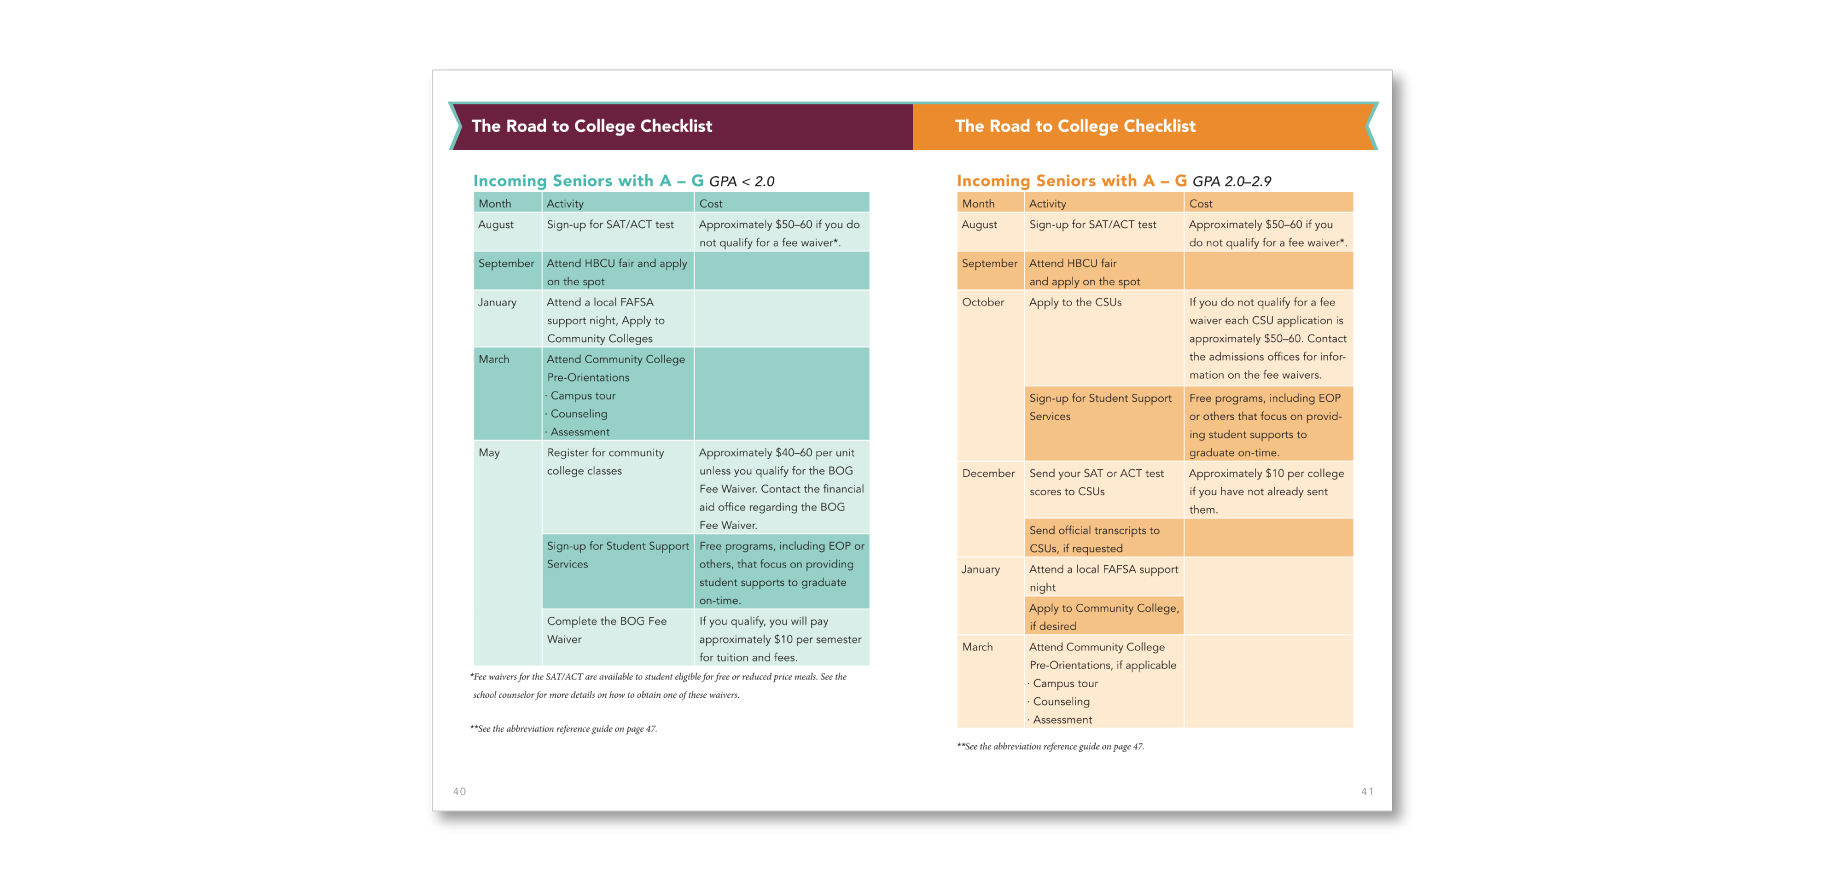 The Road to College Checklist
Incoming Seniors with A – G GPA < 2.0
Month Activity Cost
August Sign-up for SAT/ACT test Approximately $50–60 if you do
not qualify for a fee waiver*.
September Attend HBCU fair and apply
on the spot
January Attend a local FAFSA
support night, Apply to
Community Colleges
March Attend Community College
Pre-Orientations
· Campus tour
· Counseling
· Assessment
May Register for community Approximately $40–60 per unit
college classes unless you qualify for the BOG
Fee Waiver. Contact the financial
aid office regarding the BOG
Fee Waiver.
Sign-up for Student Support Free programs, including EOP or
Services others, that focus on providing
student supports to graduate
on-time.
Complete the BOG Fee If you qualify, you will pay
Waiver approximately $10 per semester
for tuition and fees.
*Fee waivers for the SAT/ACT are available to student eligible for free or reduced price meals. See the
school counselor for more details on how to obtain one of these waivers.
**See the abbreviation reference guide on page 47.
40
The Road to College Checklist
Incoming Seniors with A – G GPA 2.0–2.9
Month Activity Cost
August Sign-up for SAT/ACT test Approximately $50–60 if you
do not qualify for a fee waiver*.
September Attend HBCU fair
and apply on the spot
October Apply to the CSUs If you do not qualify for a fee
waiver each CSU application is
approximately $50–60. Contact
the admissions offices for infor-
mation on the fee waivers.
Sign-up for Student Support Free programs, including EOP
Services or others that focus on provid-
ing student supports to
graduate on-time.
December Send your SAT or ACT test Approximately $10 per college
scores to CSUs if you have not already sent
them.
Send official transcripts to
CSUs, if requested
January Attend a local FAFSA support
night
Apply to Community College,
if desired
March Attend Community College
Pre-Orientations, if applicable
· Campus tour
· Counseling
· Assessment
**See the abbreviation reference guide on page 47.
41